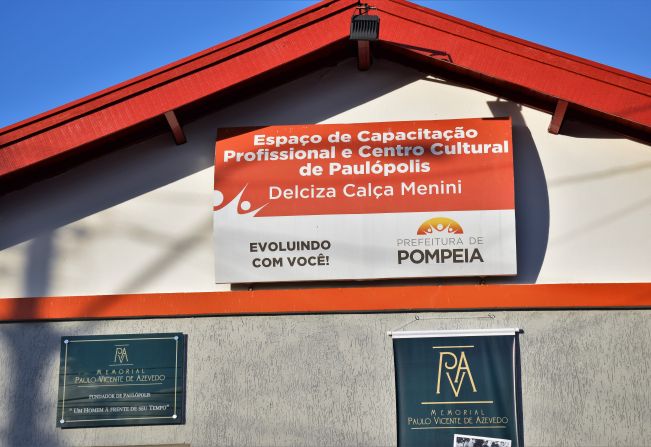 Espaço de Capacitação
Profissional e Centro Cultural
de Paulópolis
Delciza Calça Menini
EVOLUINDO
COM VOCÊ!
PREFEITURA DE
POMPEIA
PVA
MEMORIAL
PAULO VICENTE DE AZEVEDO
FUNDADOR DE PAULÓPOLIS
"UM HOMEM À FRENTE DE SEU TEMPO"
PVA
MEMORIAL
PAULO VICENTE DE AZEVEDO